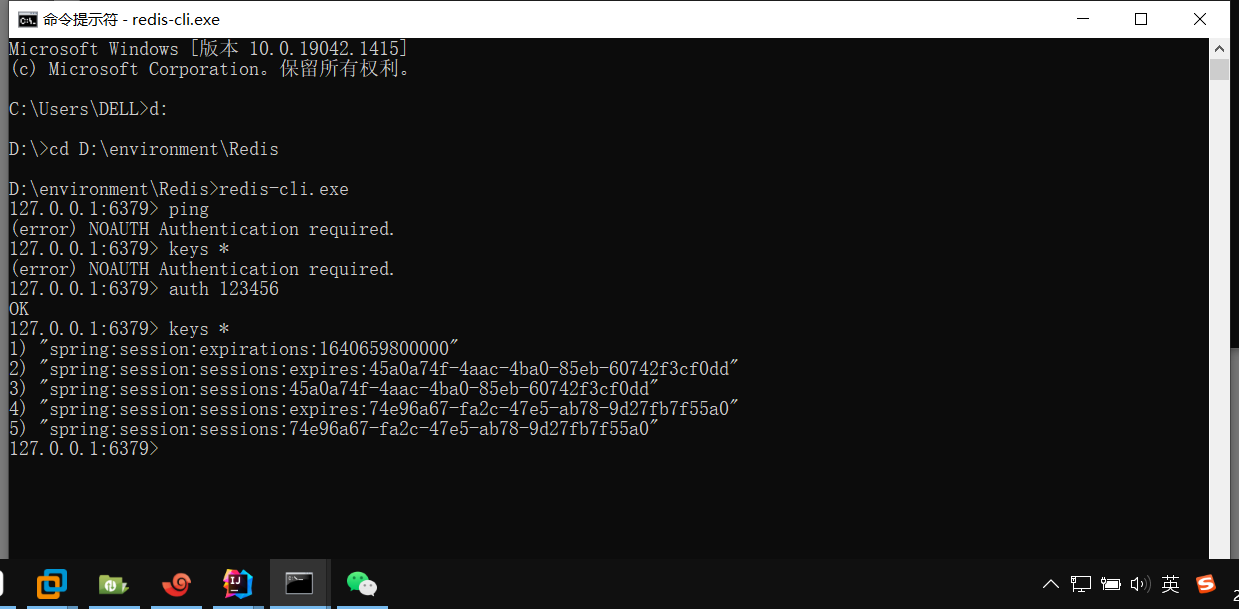 命令提示符 - redis-cli.exe
Microsoft Windows [版本 10.0.19042.1415]
(c) Microsoft Corporation。保留所有权利。
C:\Users\DELL>d:
D:\>cd D:\environment\Redis
D:\environment\Redis>redis-cli.exe
127.0.0.1:6379> ping
(error) NOAUTH Authentication required.
127.0.0.1:6379> keys *
(error) NOAUTH Authentication required.
127.0.0.1:6379> auth 123456
OK
127.0.0.1:6379> keys *
1) "spring:session:expirations:1640659800000"
2) "spring:session:sessions:expires:45a0a74f-4aac-4ba0-85eb-60742f3cf0dd"
3) "spring:session:sessions:45a0a74f-4aac-4ba0-85eb-60742f3cf0dd"
4) "spring:session:sessions:expires:74e96a67-fa2c-47e5-ab78-9d27fb7f55a0"
5) "spring:session:sessions:74e96a67-fa2c-47e5-ab78-9d27fb7f55a0"
127.0.0.1:6379>
英